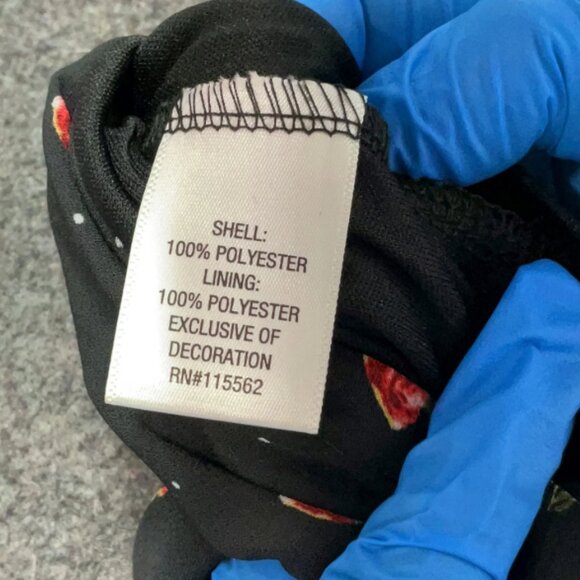 SHELL:
100% POLYESTER
LINING:
100% POLYESTER
EXCLUSIVE OF
DECORATION
RN#115562